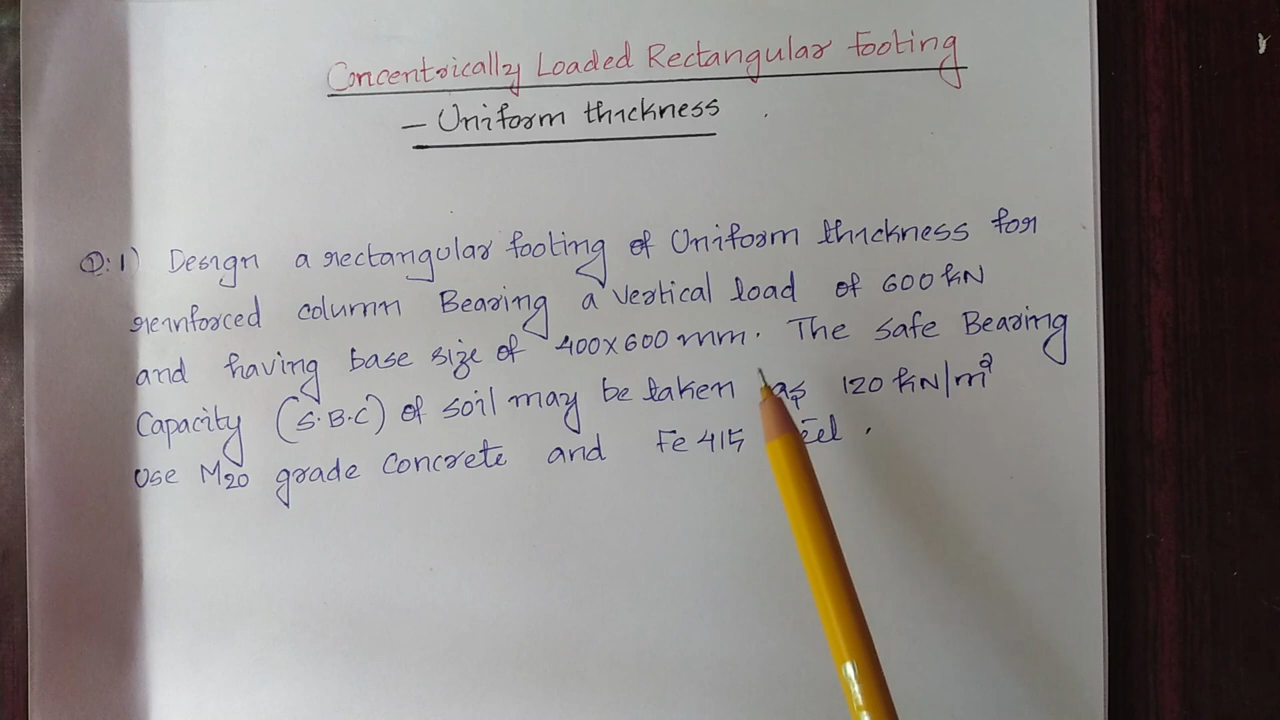 Concentrically Loaded Rectangular footing
- Uniform thickness
Q:1) Design a rectangular footing of Uniform thickness for
reinforced column Bearing a vertical load of 600 kN
and having base size of 400x600 mm. The safe Bearing
Capacity (S.B.C) of soil may be taken as 120 kN/m²
Use M20 grade concrete and Fe 415